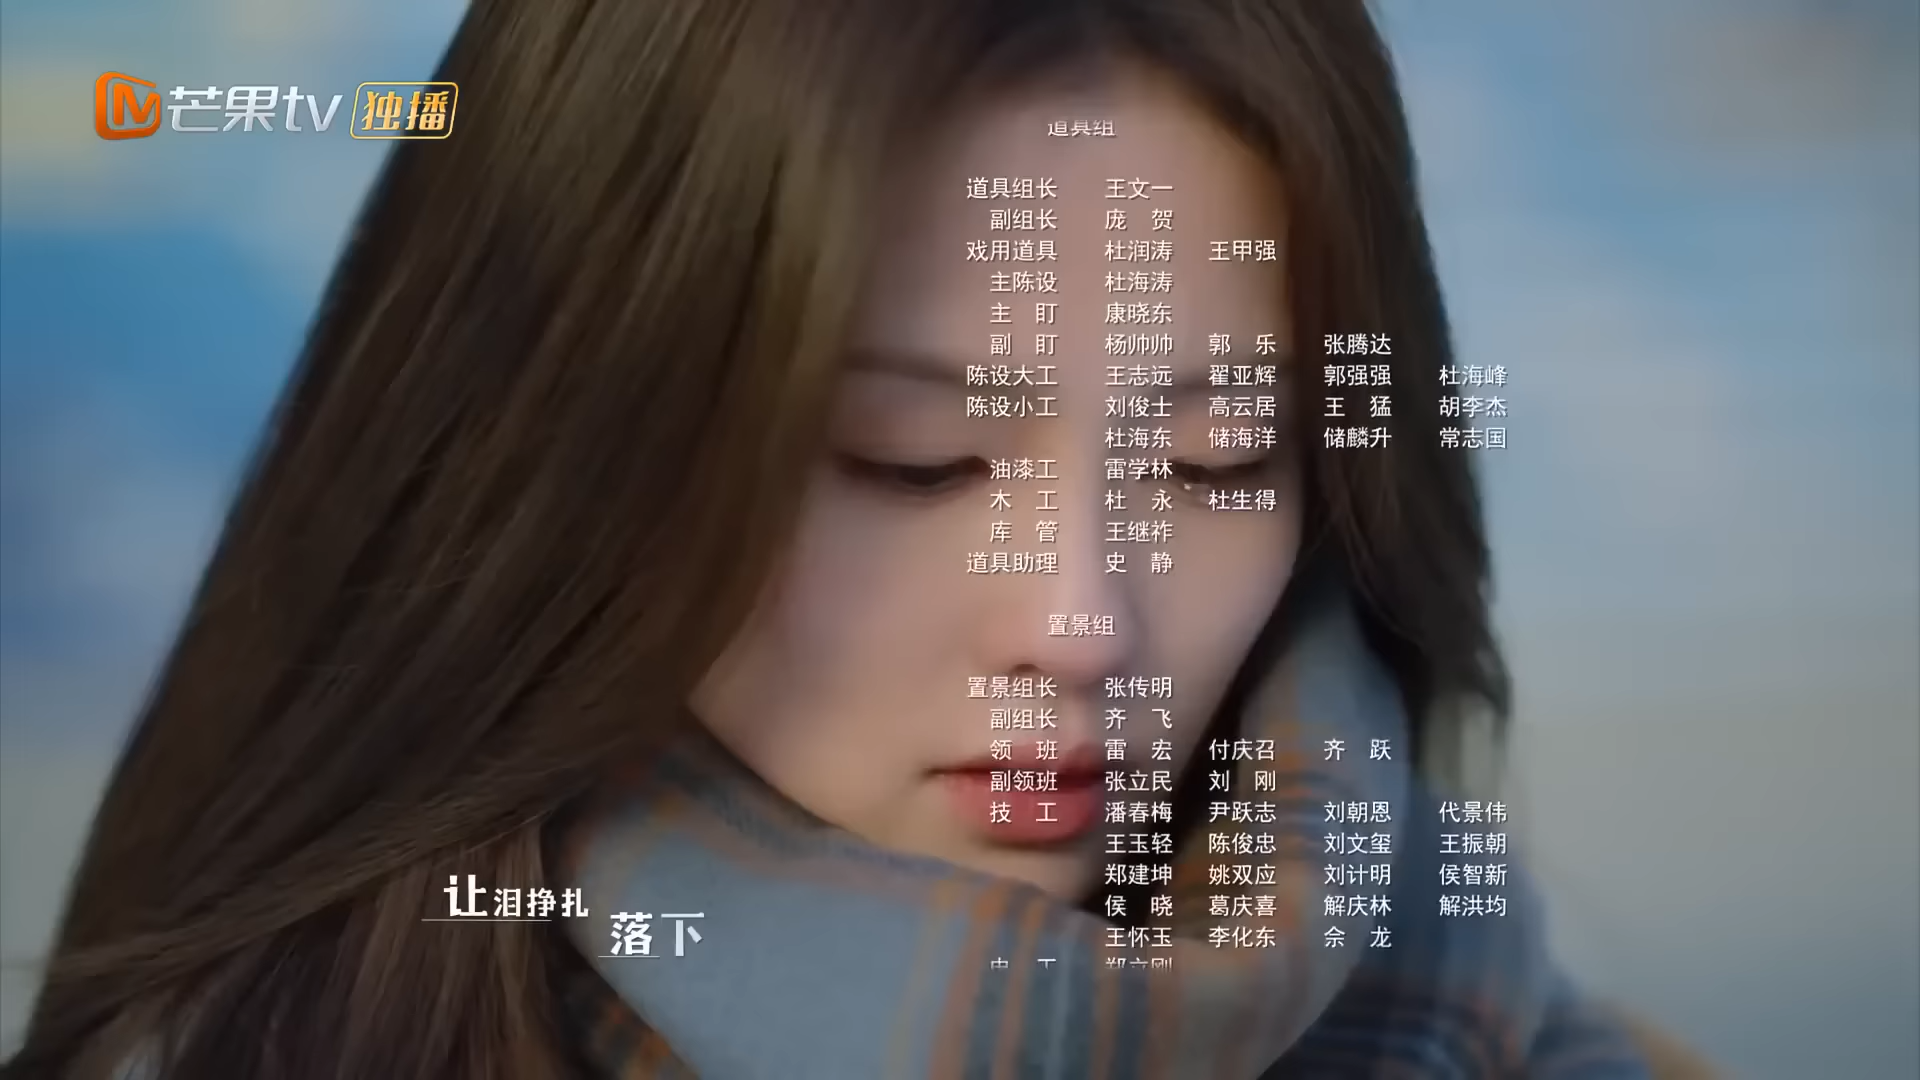 芒果tv 独播
道具组
道具组长 王文一
副组长 庞 贺
戏用道具 杜润涛 王甲强
主陈设 杜海涛
主 盯 康晓东
副 盯 杨帅帅 郭 乐 张腾达
陈设大工 王志远 翟亚辉 郭强强 杜海峰
陈设小工 刘俊士 高云居 王 猛 胡李杰
杜海东 储海洋 储麟升 常志国
油漆工 雷学林
木 工 杜 永 杜生得
库 管 王继祚
道具助理 史 静
置景组
置景组长 张传明
副组长 齐 飞
领 班 雷 宏 付庆召 齐 跃
副领班 张立民 刘 刚
技 工 潘春梅 尹跃志 刘朝恩 代景伟
王玉轻 陈俊忠 刘文玺 王振朝
郑建坤 姚双应 刘计明 侯智新
侯 晓 葛庆喜 解庆林 解洪均
王怀玉 李化东 佘 龙
电 工 郑立刚
让泪挣扎
落下